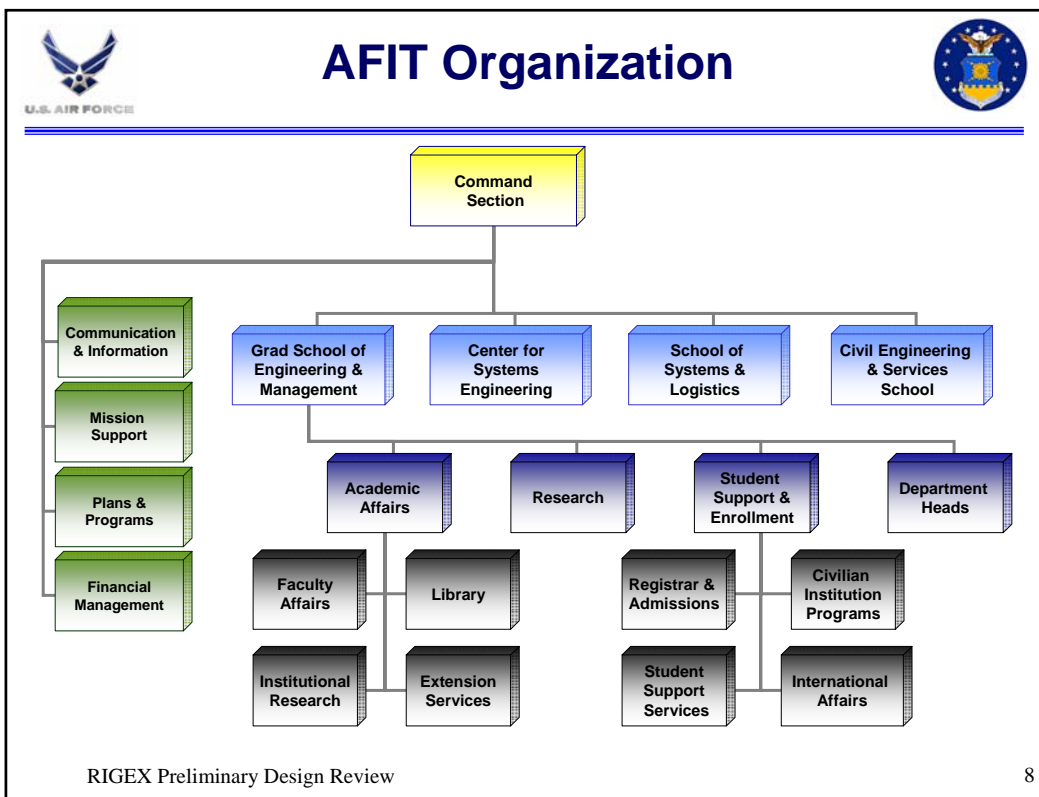 AFIT Organization
U.S. AIR FORCE
Command
Section
Communication
& Information
Mission
Support
Plans &
Programs
Financial
Management
Grad School of
Engineering &
Management
Center for
Systems
Engineering
School of
Systems &
Logistics
Civil Engineering
& Services
School
Academic
Affairs
Research
Student
Support &
Enrollment
Department
Heads
Faculty
Affairs
Library
Registrar &
Admissions
Civilian
Institution
Programs
Institutional
Research
Extension
Services
Student
Support
Services
International
Affairs
RIGEX Preliminary Design Review
8